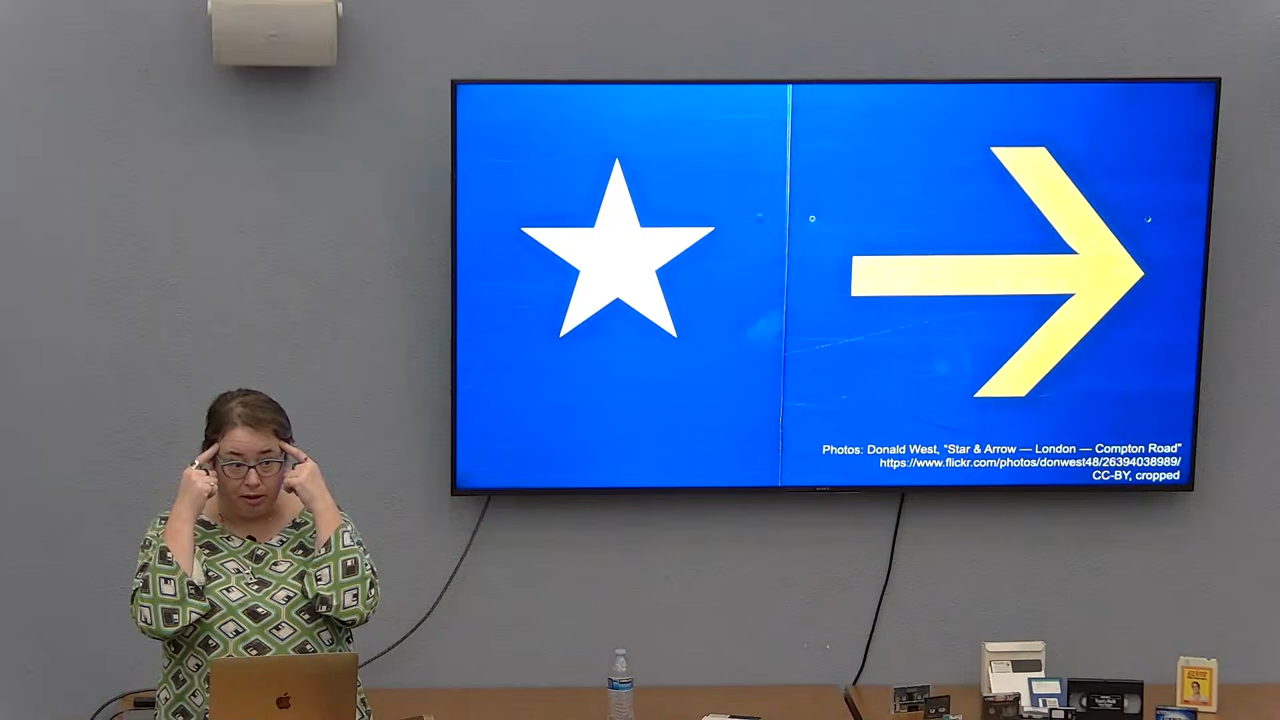 Photos: Donald West, “Star & Arrow — London — Compton Road”
https://www.flickr.com/photos/donwest48/26394038989/
CC-BY, cropped